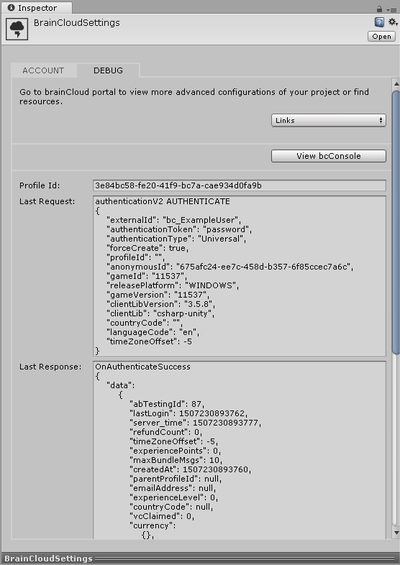 Inspector
BrainCloudSettings
Open
ACCOUNT DEBUG
Go to brainCloud portal to view more advanced configurations of your project or find
resources.
Links
View bcConsole
Profile Id: 3e84bc58-fe20-41f9-bc7a-cae934d0fa9b
Last Request: authenticationV2 AUTHENTICATE
{
"externalId": "bc_ExampleUser",
"authenticationToken": "password",
"authenticationType": "Universal",
"forceCreate": true,
"profileId": "",
"anonymousId": "675afc24-ee7c-458d-b357-6f85ccec7a6c",
"gameId": "11537",
"releasePlatform": "WINDOWS",
"gameVersion": "11537",
"clientLibVersion": "3.5.8",
"clientLib": "csharp-unity",
"countryCode": "",
"languageCode": "en",
"timeZoneOffset": -5
}
Last Response: OnAuthenticateSuccess
{
"data":
{
"abTestingId": 87,
"lastLogin": 1507230893762,
"server_time": 1507230893777,
"refundCount": 0,
"timeZoneOffset": -5,
"experiencePoints": 0,
"maxBundleMsgs": 10,
"createdAt": 1507230893760,
"parentProfileId": null,
"emailAddress": null,
"experienceLevel": 0,
"countryCode": null,
"vcClaimed": 0,
"currency":
{},
BrainCloudSettings